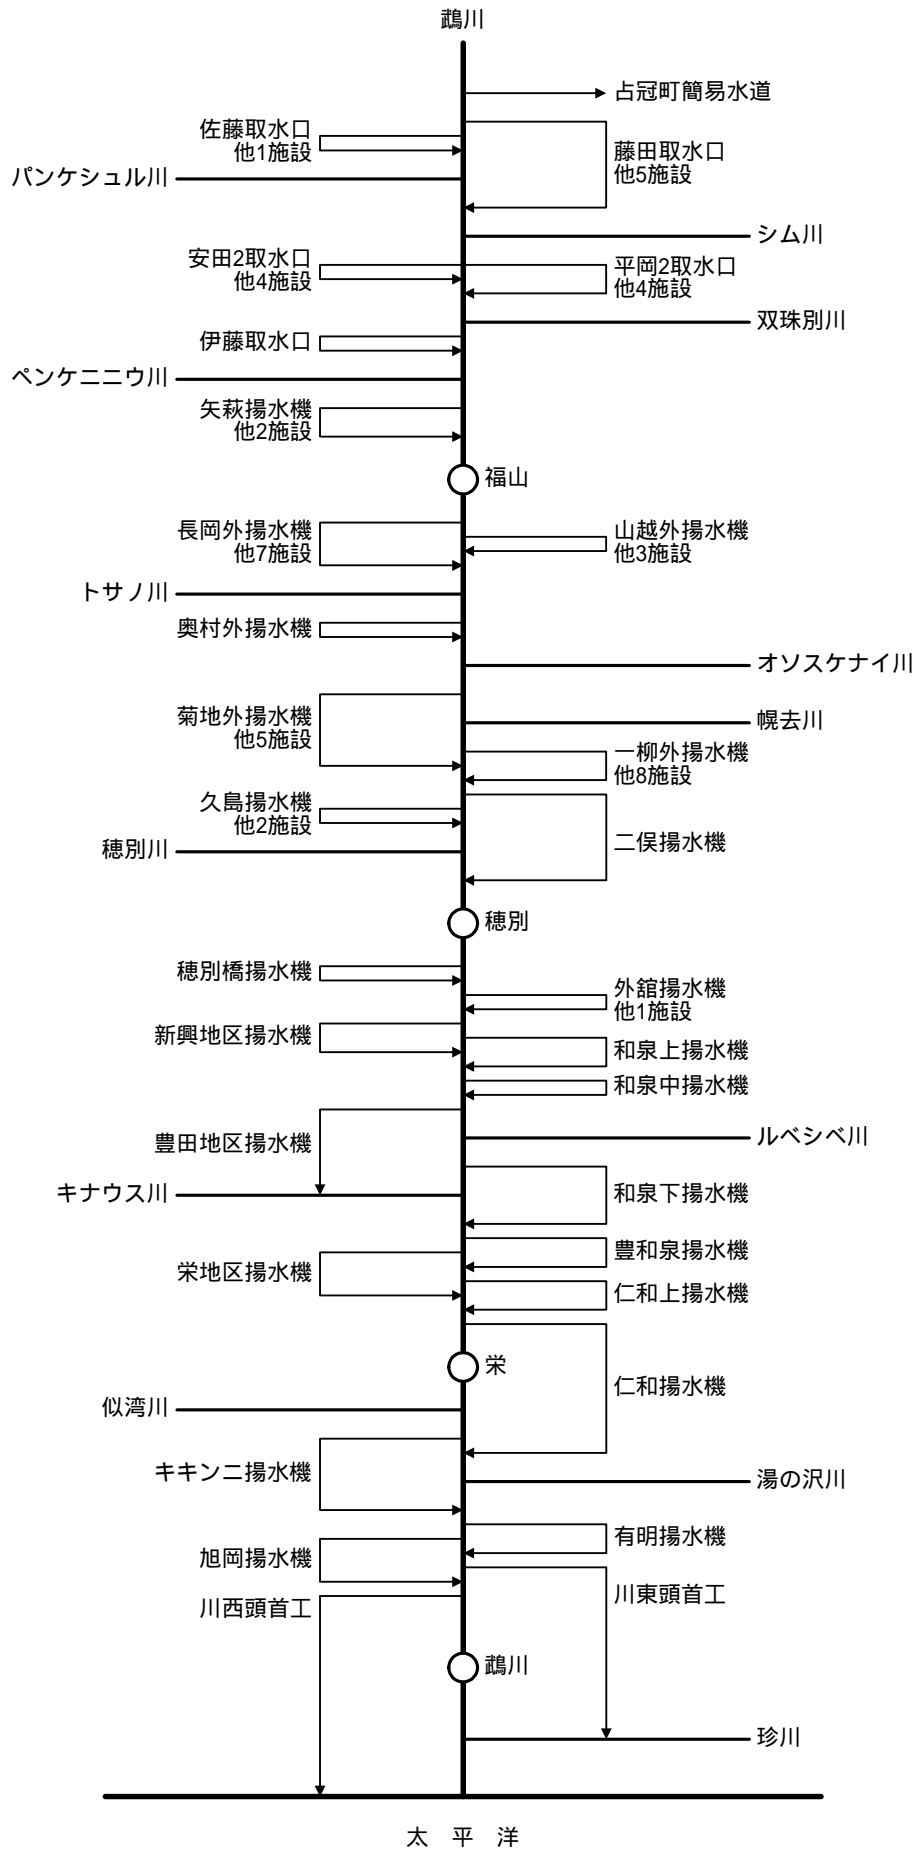 鵡川
占冠町簡易水道
佐藤取水口
他1施設
藤田取水口
他5施設
パンケシュル川
シム川
安田2取水口
他4施設
平岡2取水口
他4施設
双珠別川
伊藤取水口
ペンケニニウ川
矢萩揚水機
他2施設
福山
長岡外揚水機
他7施設
山越外揚水機
他3施設
トサノ川
奥村外揚水機
オソスケナイ川
菊地外揚水機
他5施設
幌去川
一柳外揚水機
他8施設
久島揚水機
他2施設
二俣揚水機
穂別川
穂別
穂別橋揚水機
外舘揚水機
他1施設
新興地区揚水機
和泉上揚水機
和泉中揚水機
豊田地区揚水機
ルベシベ川
キナウス川
和泉下揚水機
豊和泉揚水機
栄地区揚水機
仁和上揚水機
栄
仁和揚水機
似湾川
キキンニ揚水機
湯の沢川
有明揚水機
旭岡揚水機
川東頭首工
川西頭首工
鵡川
珍川
太 平 洋